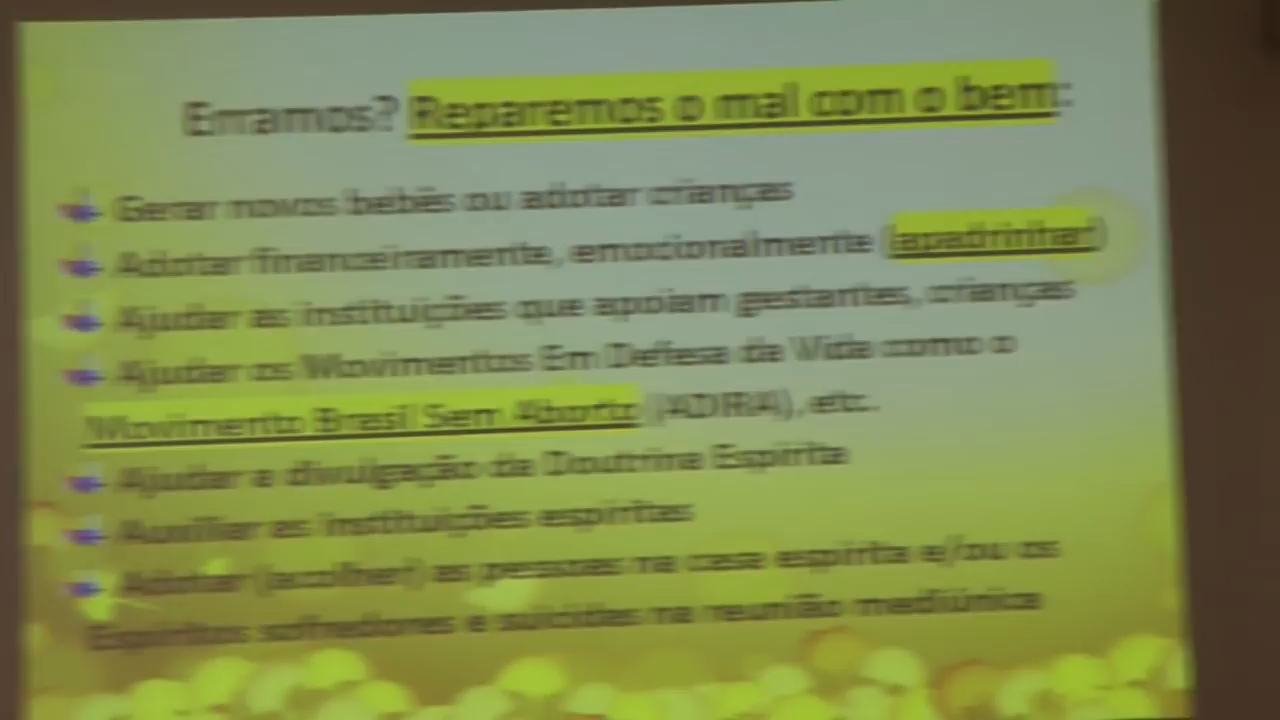 Erramos? Reparemos o mal com o bem:
Gerar novos bebês ou adotar crianças
Adotar financeiramente, emocionalmente (apadrinhar)
Ajudar as instituições que apoiam gestantes, crianças
Ajudar os Movimentos Em Defesa da Vida como o
Movimento Brasil Sem Aborto (ADIRA), etc.
Ajudar a divulgação da Doutrina Espírita
Auxiliar as instituições espíritas
Adotar (acolher) as pessoas na casa espírita e/ou os
Espíritos sofredores e suicidas na reunião mediúnica